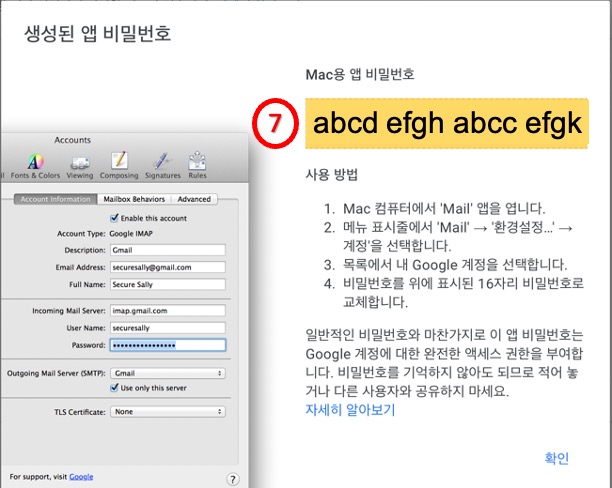 생성된 앱 비밀번호
Mac용 앱 비밀번호
7
abcd efgh abcc efgk
사용 방법
1. Mac 컴퓨터에서 'Mail' 앱을 엽니다.
2. 메뉴 표시줄에서 'Mail' → '환경설정...' →
계정'을 선택합니다.
3. 목록에서 내 Google 계정을 선택합니다.
4. 비밀번호를 위에 표시된 16자리 비밀번호로
교체합니다.
일반적인 비밀번호와 마찬가지로 이 앱 비밀번호는
Google 계정에 대한 완전한 액세스 권한을 부여합
니다. 비밀번호를 기억하지 않아도 되므로 적어 놓
거나 다른 사용자와 공유하지 마세요.
자세히 알아보기
확인
Accounts
Fonts & Colors Viewing Composing Signatures Rules
Account Information Mailbox Behaviors Advanced
Enable this account
Account Type: Google IMAP
Description: Gmail
Email Address: securesally@gmail.com
Full Name: Secure Sally
Incoming Mail Server: imap.gmail.com
User Name: securesally
Password: ••••••••••••••••
Outgoing Mail Server (SMTP): Gmail
Use only this server
TLS Certificate: None
For support, visit Google
?